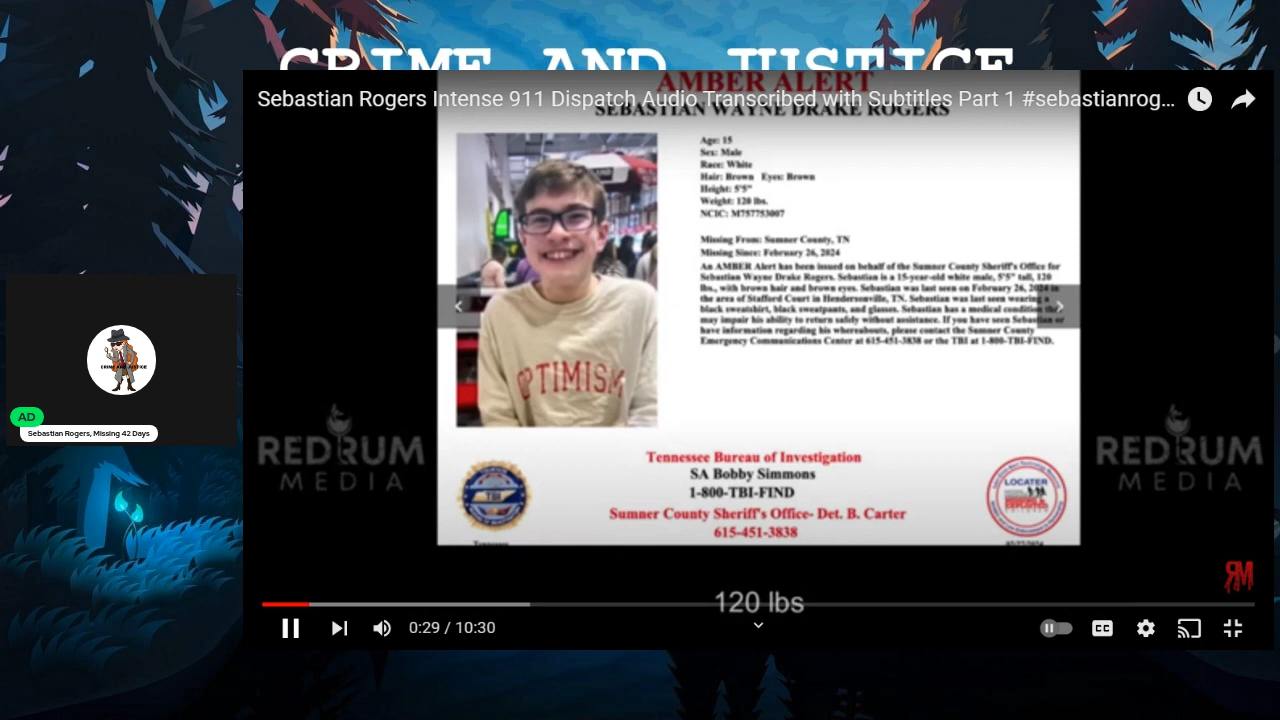 CRIME AND JUSTICE
Sebastian Rogers Intense 911 Dispatch Audio Transcribed with Subtitles Part 1 #sebastianrog...
AMBER ALERT
SEBASTIAN WAYNE DRAKE ROGERS
Age: 15
Sex: Male
Race: White
Hair: Brown Eyes: Brown
Height: 5'5"
Weight: 120 lbs.
NCIC: M757753007
Missing From: Sumner County, TN
Missing Since: February 26, 2024
An AMBER Alert has been issued on behalf of the Sumner County Sheriff's Office for
Sebastian Wayne Drake Rogers. Sebastian is a 15-year-old white male, 5'5" tall, 120
lbs., with brown hair and brown eyes. Sebastian was last seen on February 26, 2024 in
the area of Stafford Court in Hendersonville, TN. Sebastian was last seen wearing a
black sweatshirt, black sweatpants, and glasses. Sebastian has a medical condition that
may impair his ability to return safely without assistance. If you have seen Sebastian or
have information regarding his whereabouts, please contact the Sumner County
Emergency Communications Center at 615-451-3838 or the TBI at 1-800-TBI-FIND.
OPTIMISM
CRIME AND JUSTICE
AD
Sebastian Rogers, Missing 42 Days
REDRUM
MEDIA
REDRUM
MEDIA
Tennessee Bureau of Investigation
SA Bobby Simmons
1-800-TBI-FIND
Sumner County Sheriff's Office- Det. B. Carter
615-451-3838
TBI
LOCATER
RM
120 lbs
0:29 / 10:30
CC